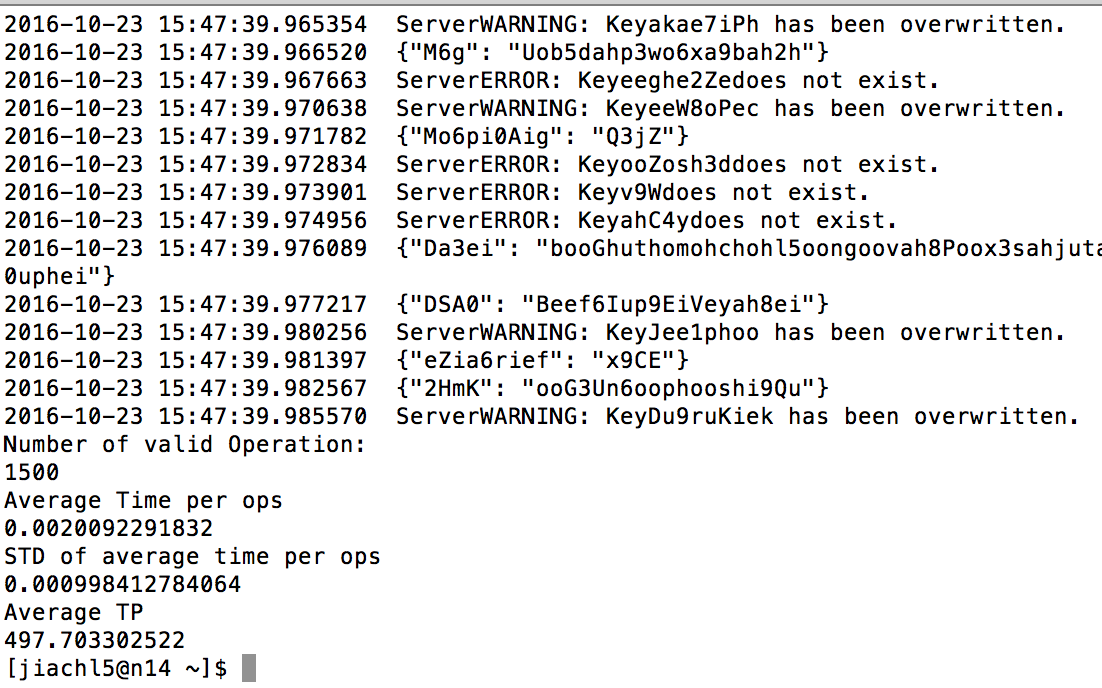 2016-10-23 15:47:39.965354  ServerWARNING: Keyakae7iPh has been overwritten.
2016-10-23 15:47:39.966520  {"M6g": "Uob5dahp3wo6xa9bah2h"}
2016-10-23 15:47:39.967663  ServerERROR: Keyeeghe2Zedoes not exist.
2016-10-23 15:47:39.970638  ServerWARNING: KeyeeW8oPec has been overwritten.
2016-10-23 15:47:39.971782  {"Mo6pi0Aig": "Q3jZ"}
2016-10-23 15:47:39.972834  ServerERROR: KeyooZosh3ddoes not exist.
2016-10-23 15:47:39.973901  ServerERROR: Keyv9Wdoes not exist.
2016-10-23 15:47:39.974956  ServerERROR: KeyahC4ydoes not exist.
2016-10-23 15:47:39.976089  {"Da3ei": "booGhuthomohchohl5oongoovah8Poox3sahjuta
0uphei"}
2016-10-23 15:47:39.977217  {"DSA0": "Beef6Iup9EiVeyah8ei"}
2016-10-23 15:47:39.980256  ServerWARNING: KeyJee1phoo has been overwritten.
2016-10-23 15:47:39.981397  {"eZia6rief": "x9CE"}
2016-10-23 15:47:39.982567  {"2HmK": "ooG3Un6oophooshi9Qu"}
2016-10-23 15:47:39.985570  ServerWARNING: KeyDu9ruKiek has been overwritten.
Number of valid Operation:
1500
Average Time per ops
0.0020092291832
STD of average time per ops
0.000998412784064
Average TP
497.703302522
[jiachl5@n14 ~]$